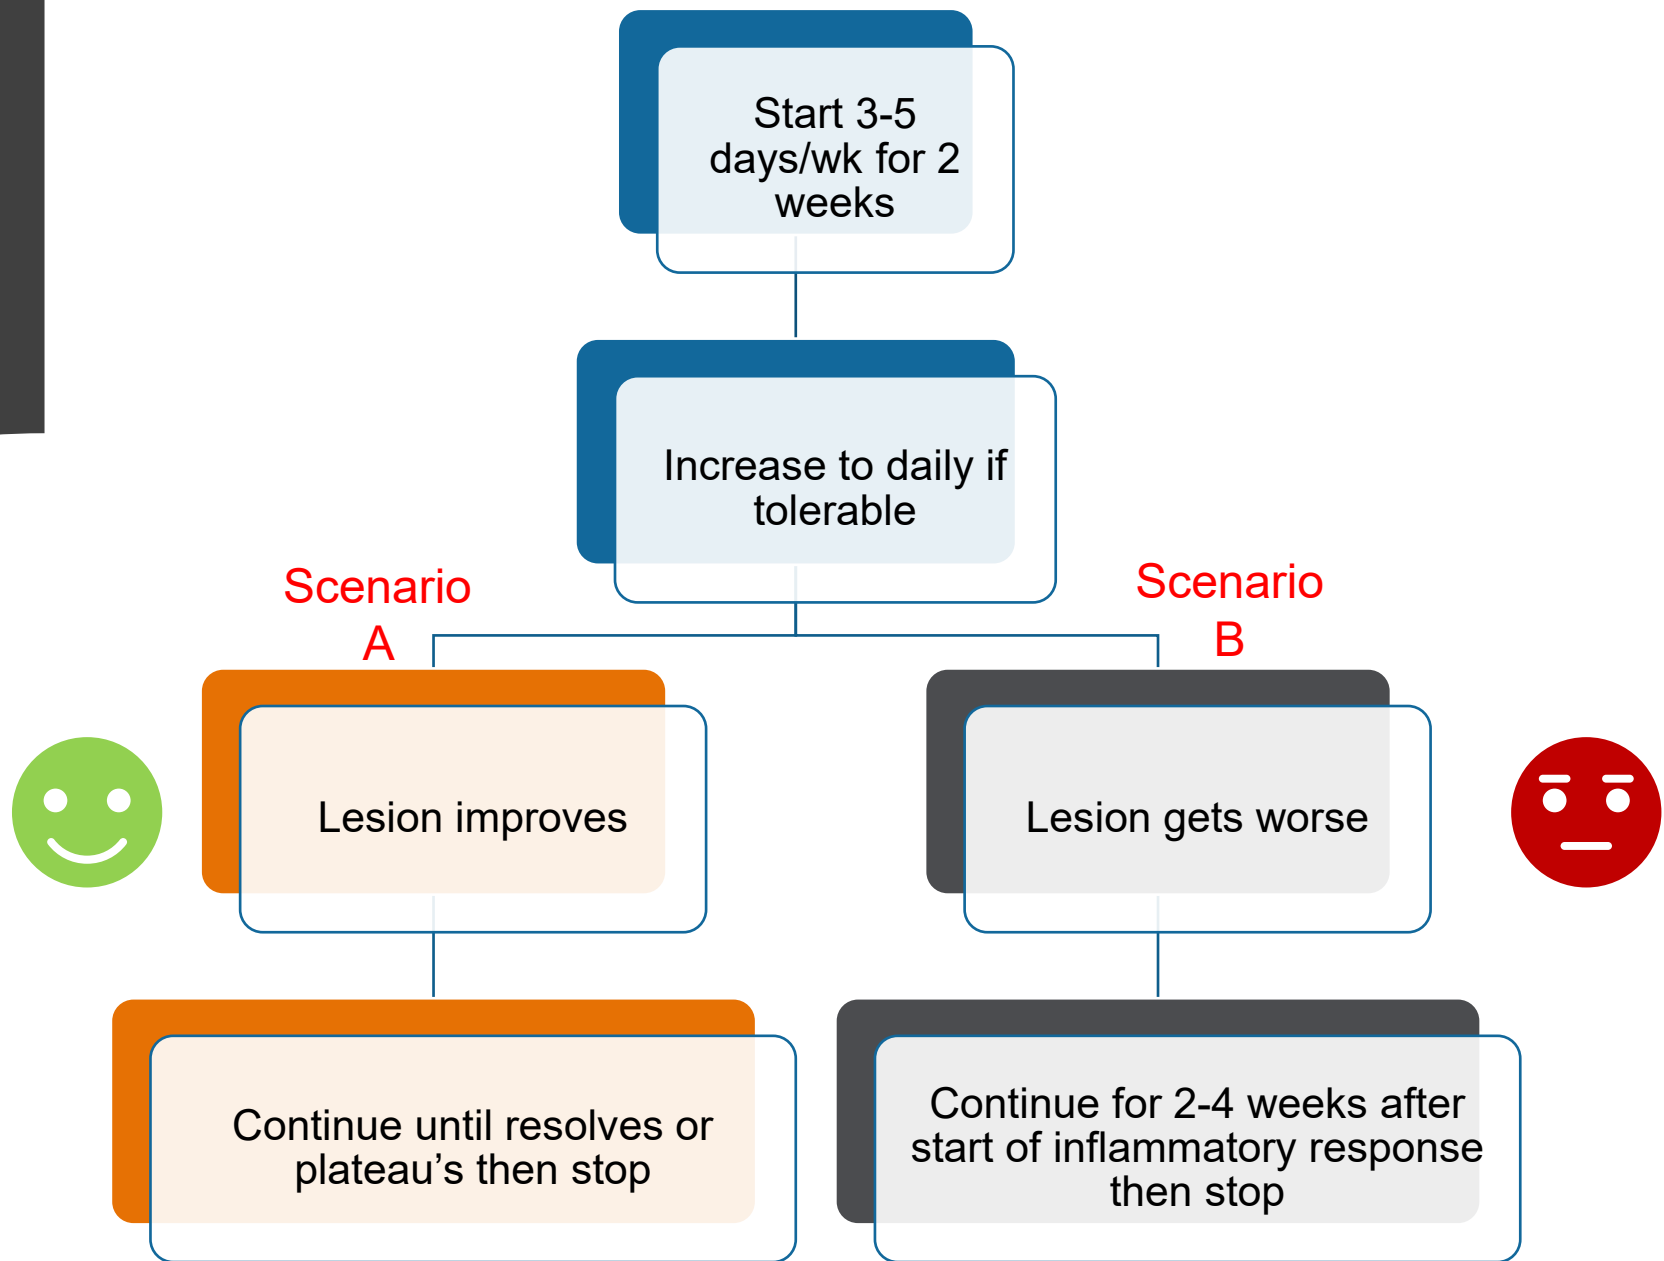 Start 3-5
days/wk for 2
weeks
Increase to daily if
tolerable
Scenario
A
Scenario
B
Lesion improves
Lesion gets worse
Continue until resolves or
plateau’s then stop
Continue for 2-4 weeks after
start of inflammatory response
then stop